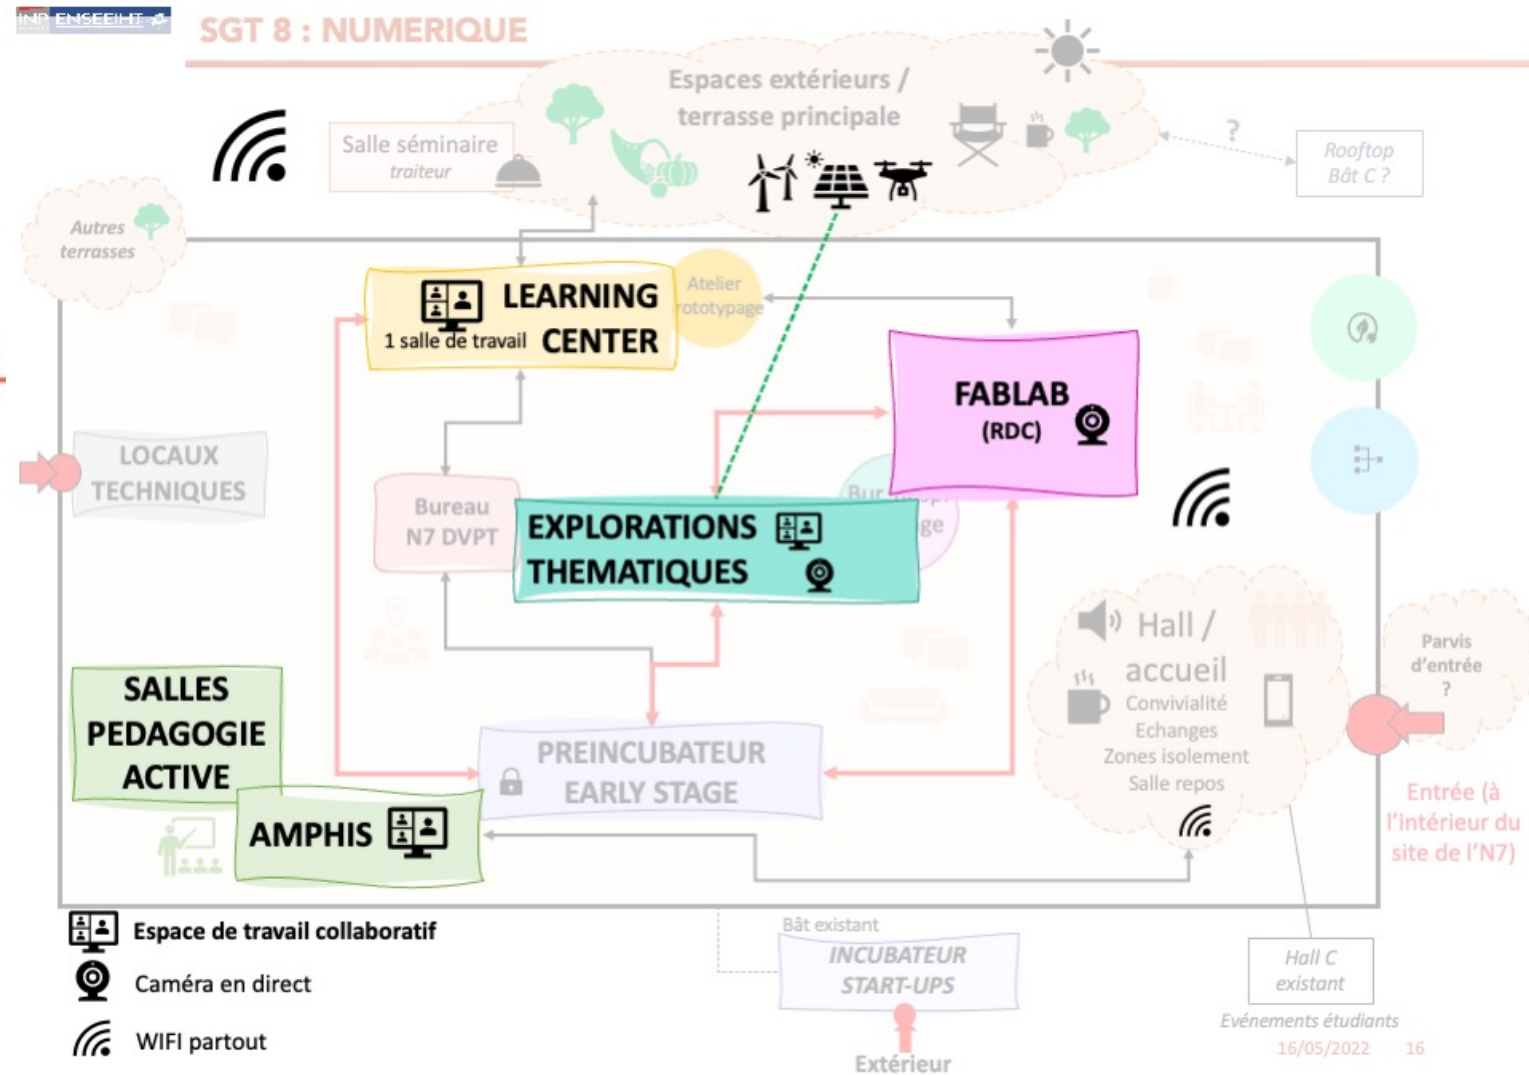 INP ENSEEIHT
SGT 8 : NUMERIQUE
Espaces extérieurs /
terrasse principale
Salle séminaire
traiteur
?
Rooftop
Bât C ?
Autres
terrasses
LEARNING
1 salle de travail CENTER
Atelier
rototypage
FABLAB
(RDC)
LOCAUX
TECHNIQUES
Bureau
N7 DVPT
EXPLORATIONS
THEMATIQUES
Hall /
accueil
Convivialité
Echanges
Zones isolement
Salle repos
Parvis
d'entrée
?
SALLES
PEDAGOGIE
ACTIVE
PREINCUBATEUR
EARLY STAGE
AMPHIS
Entrée (à
l'intérieur du
site de l'N7)
Espace de travail collaboratif
Caméra en direct
WIFI partout
Bât existant
INCUBATEUR
START-UPS
Extérieur
Hall C
existant
Evénements étudiants
16/05/2022 16